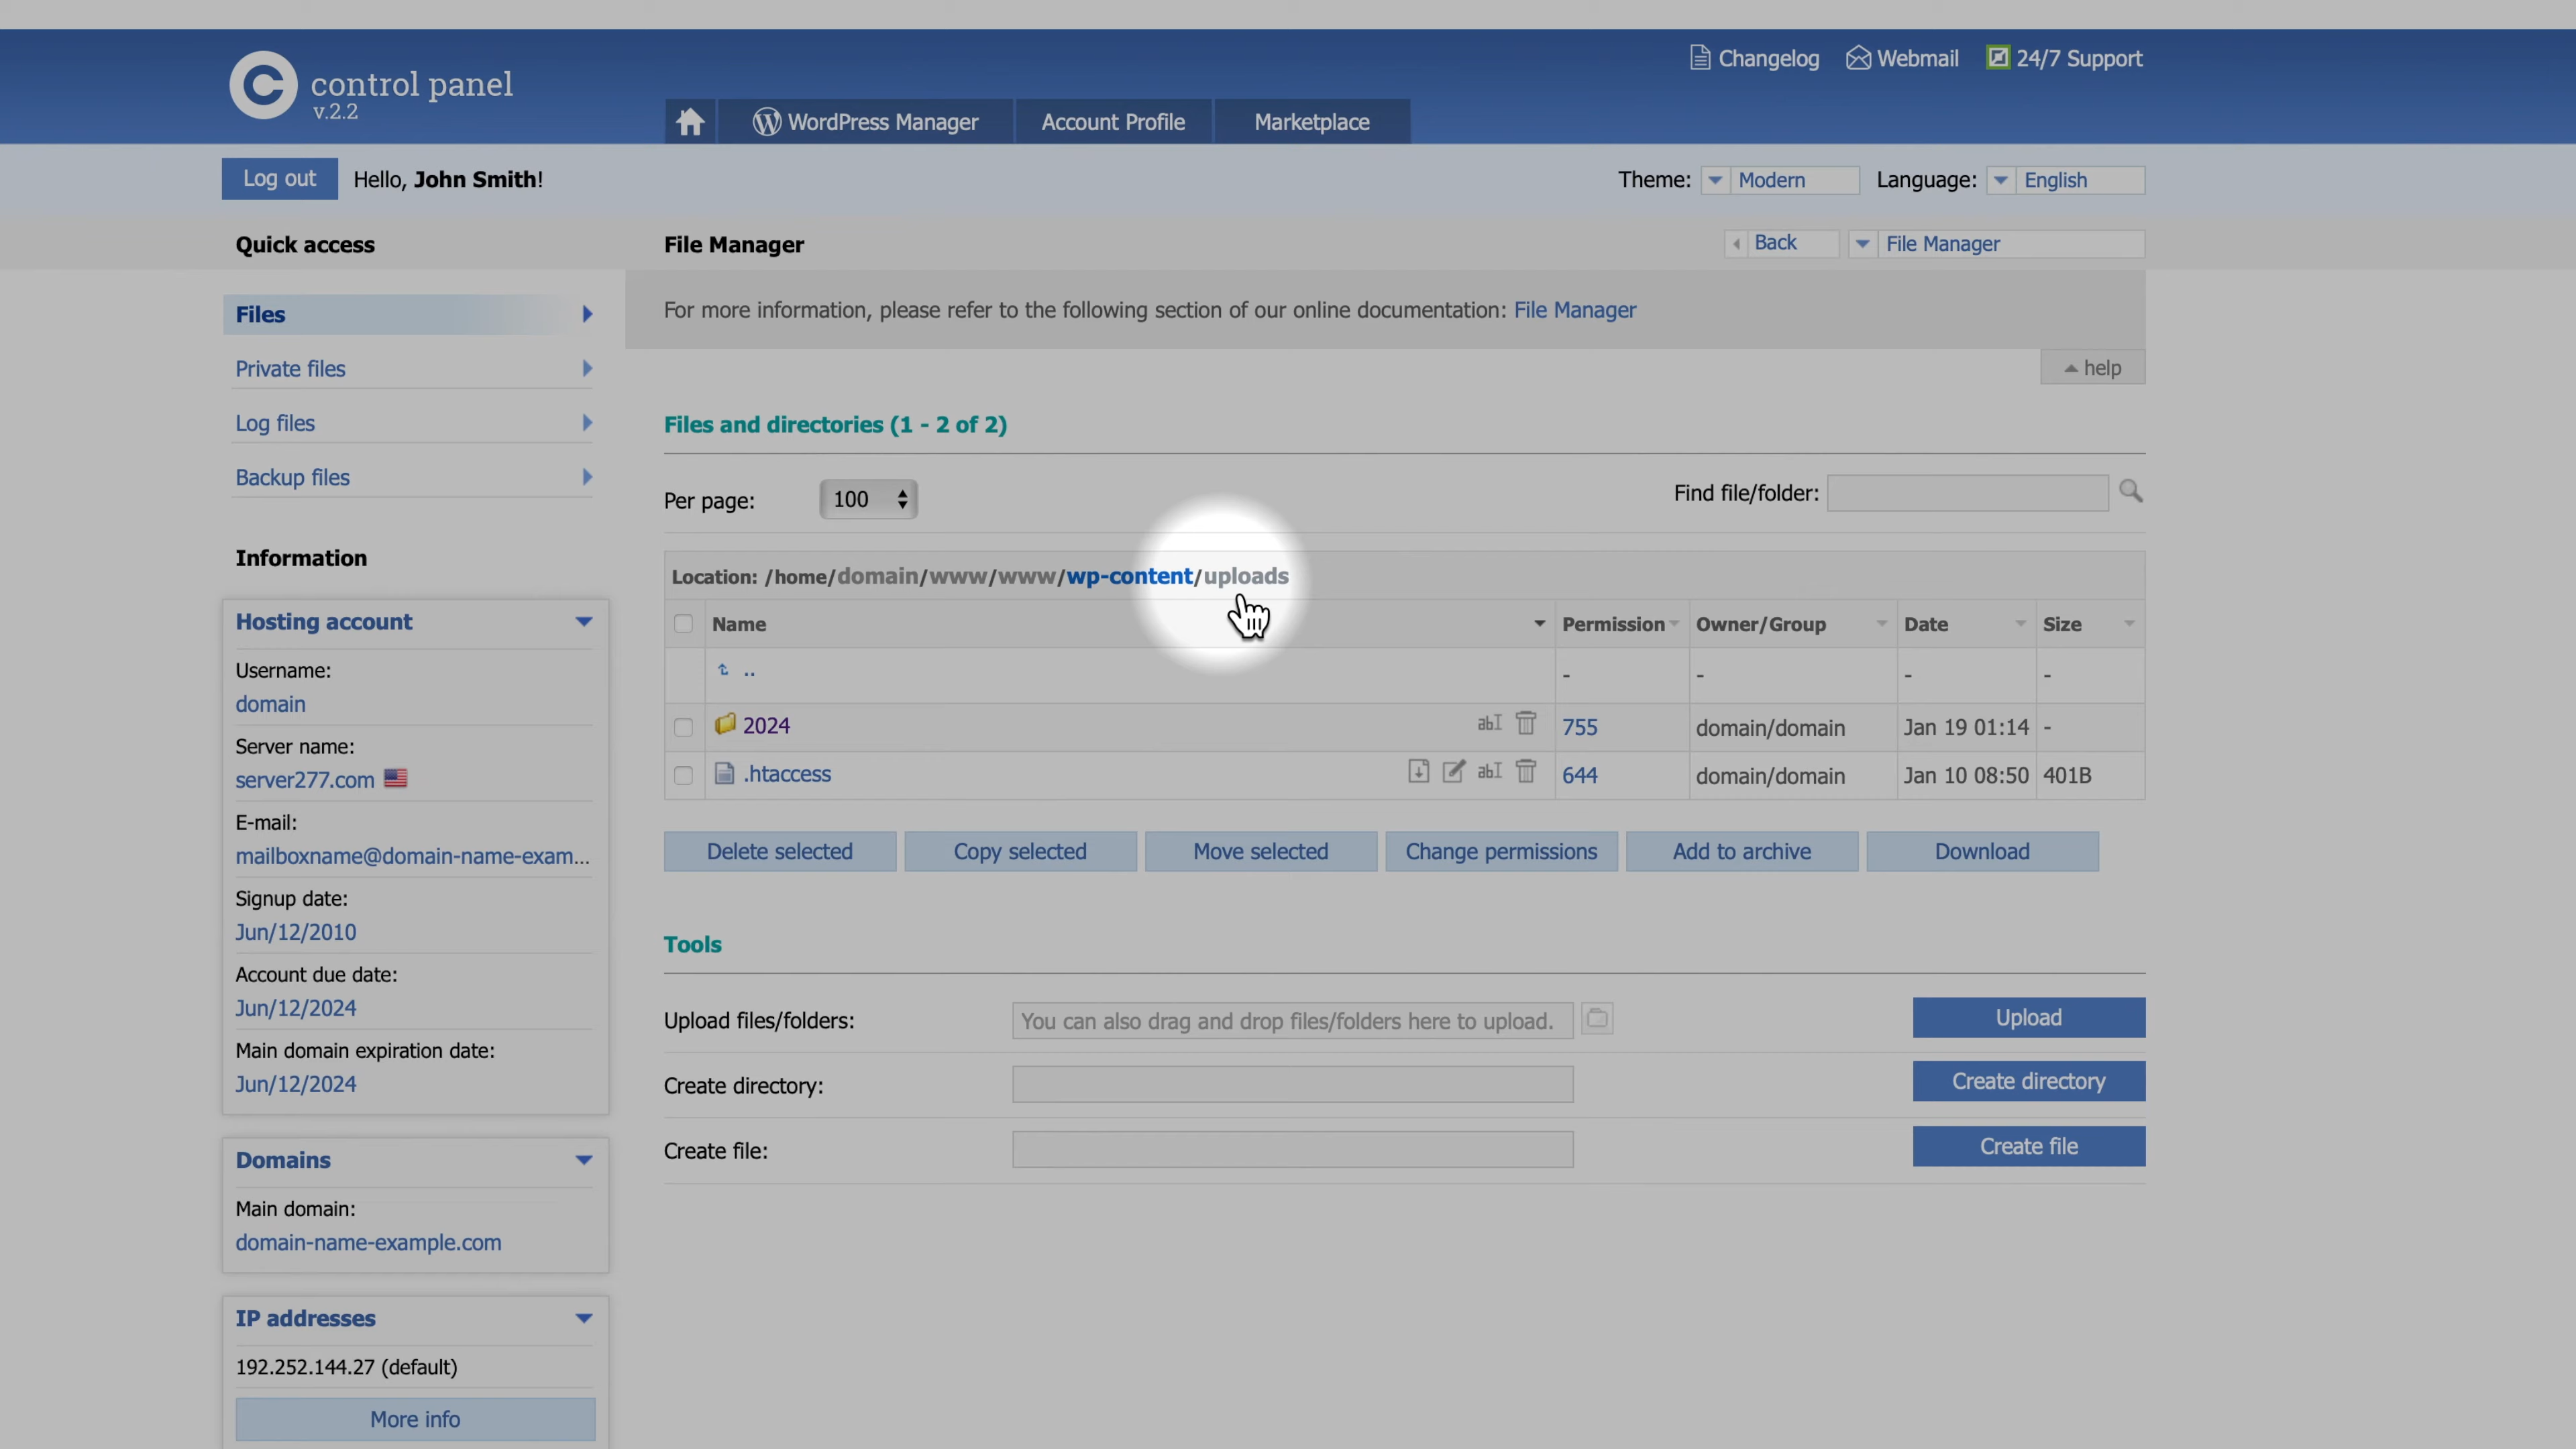 Changelog Webmail 24/7 Support
control panel
v.2.2
WordPress Manager Account Profile Marketplace
Log out Hello, John Smith! Theme: Modern Language: English
Quick access
File Manager Back File Manager
Files
Private files
Log files
Backup files
For more information, please refer to the following section of our online documentation: File Manager
help
Files and directories (1 - 2 of 2)
Per page: 100 Find file/folder:
Location: /home/domain/www/www/wp-content/uploads
Name Permission Owner/Group Date Size
.. - - - -
2024 abI 755 domain/domain Jan 19 01:14 -
.htaccess abI 644 domain/domain Jan 10 08:50 401B
Delete selected Copy selected Move selected Change permissions Add to archive Download
Tools
Upload files/folders: You can also drag and drop files/folders here to upload. Upload
Create directory: Create directory
Create file: Create file
Information
Hosting account
Username:
domain
Server name:
server277.com
E-mail:
mailboxname@domain-name-exam...
Signup date:
Jun/12/2010
Account due date:
Jun/12/2024
Main domain expiration date:
Jun/12/2024
Domains
Main domain:
domain-name-example.com
IP addresses
192.252.144.27 (default)
More info